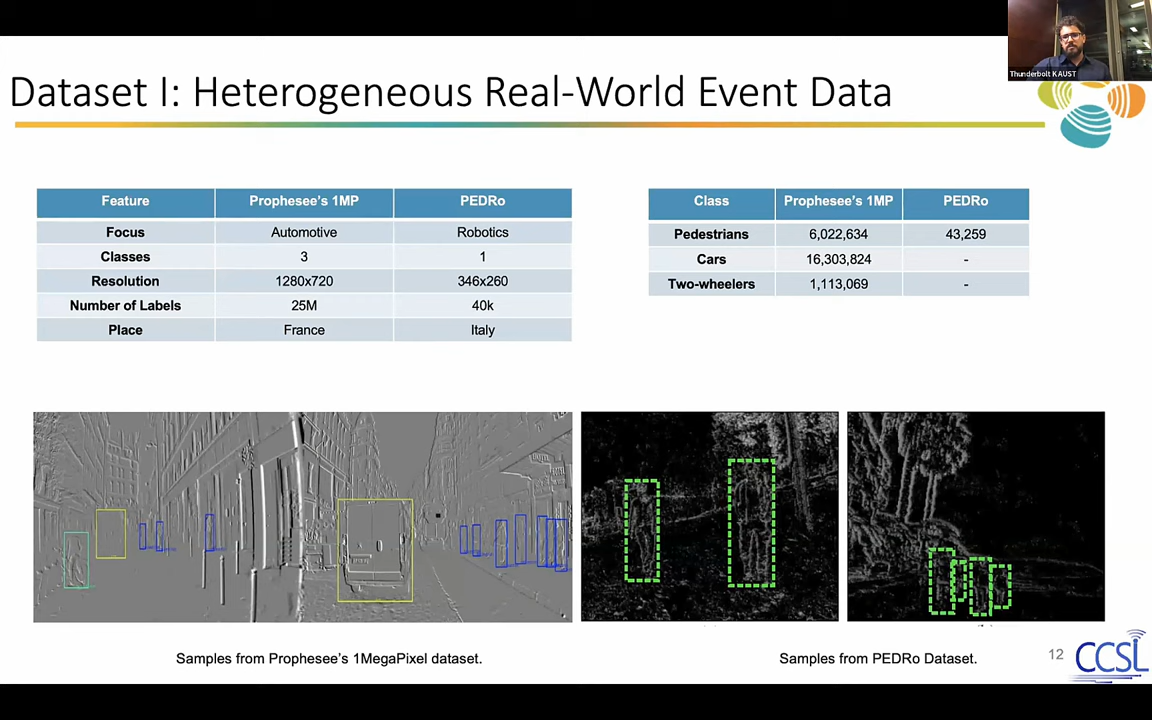 Thunderbolt KAUST
Dataset I: Heterogeneous Real-World Event Data
Feature Prophesee’s 1MP PEDRo
Focus Automotive Robotics
Classes 3 1
Resolution 1280x720 346x260
Number of Labels 25M 40k
Place France Italy
Class Prophesee’s 1MP PEDRo
Pedestrians 6,022,634 43,259
Cars 16,303,824 -
Two-wheelers 1,113,069 -
Samples from Prophesee’s 1MegaPixel dataset.
Samples from PEDRo Dataset.
12
CCSL